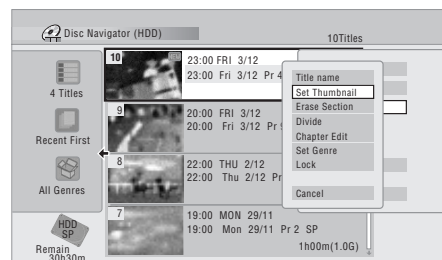 Disc Navigator (HDD)
10Titles
4 Titles
Recent First
All Genres
HDD
SP
Remain
30h30m
10
23:00 FRI 3/12
23:00 Fri 3/12 Pr 4
9
20:00 FRI 3/12
20:00 Fri 3/12 Pr
8
22:00 THU 2/12
22:00 Thu 2/12 Pr
7
19:00 MON 29/11
19:00 Mon 29/11 Pr 2 SP
1h00m(1.0G)
Title name
Set Thumbnail
Erase Section
Divide
Chapter Edit
Set Genre
Lock
Cancel